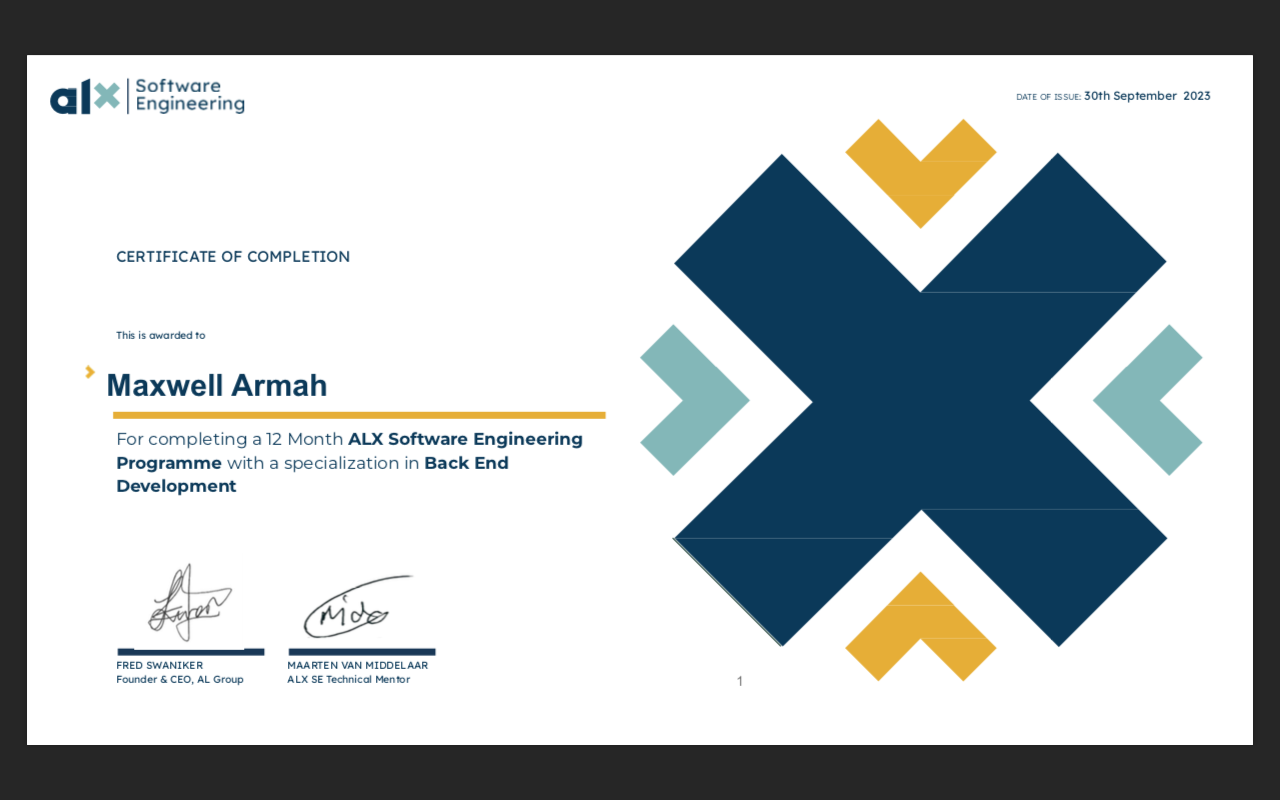 alx Software
Engineering
DATE OF ISSUE: 30th September 2023
CERTIFICATE OF COMPLETION
This is awarded to
Maxwell Armah
For completing a 12 Month ALX Software Engineering
Programme with a specialization in Back End
Development
FRED SWANIKER
Founder & CEO, AL Group
MAARTEN VAN MIDDELAAR
ALX SE Technical Mentor
1